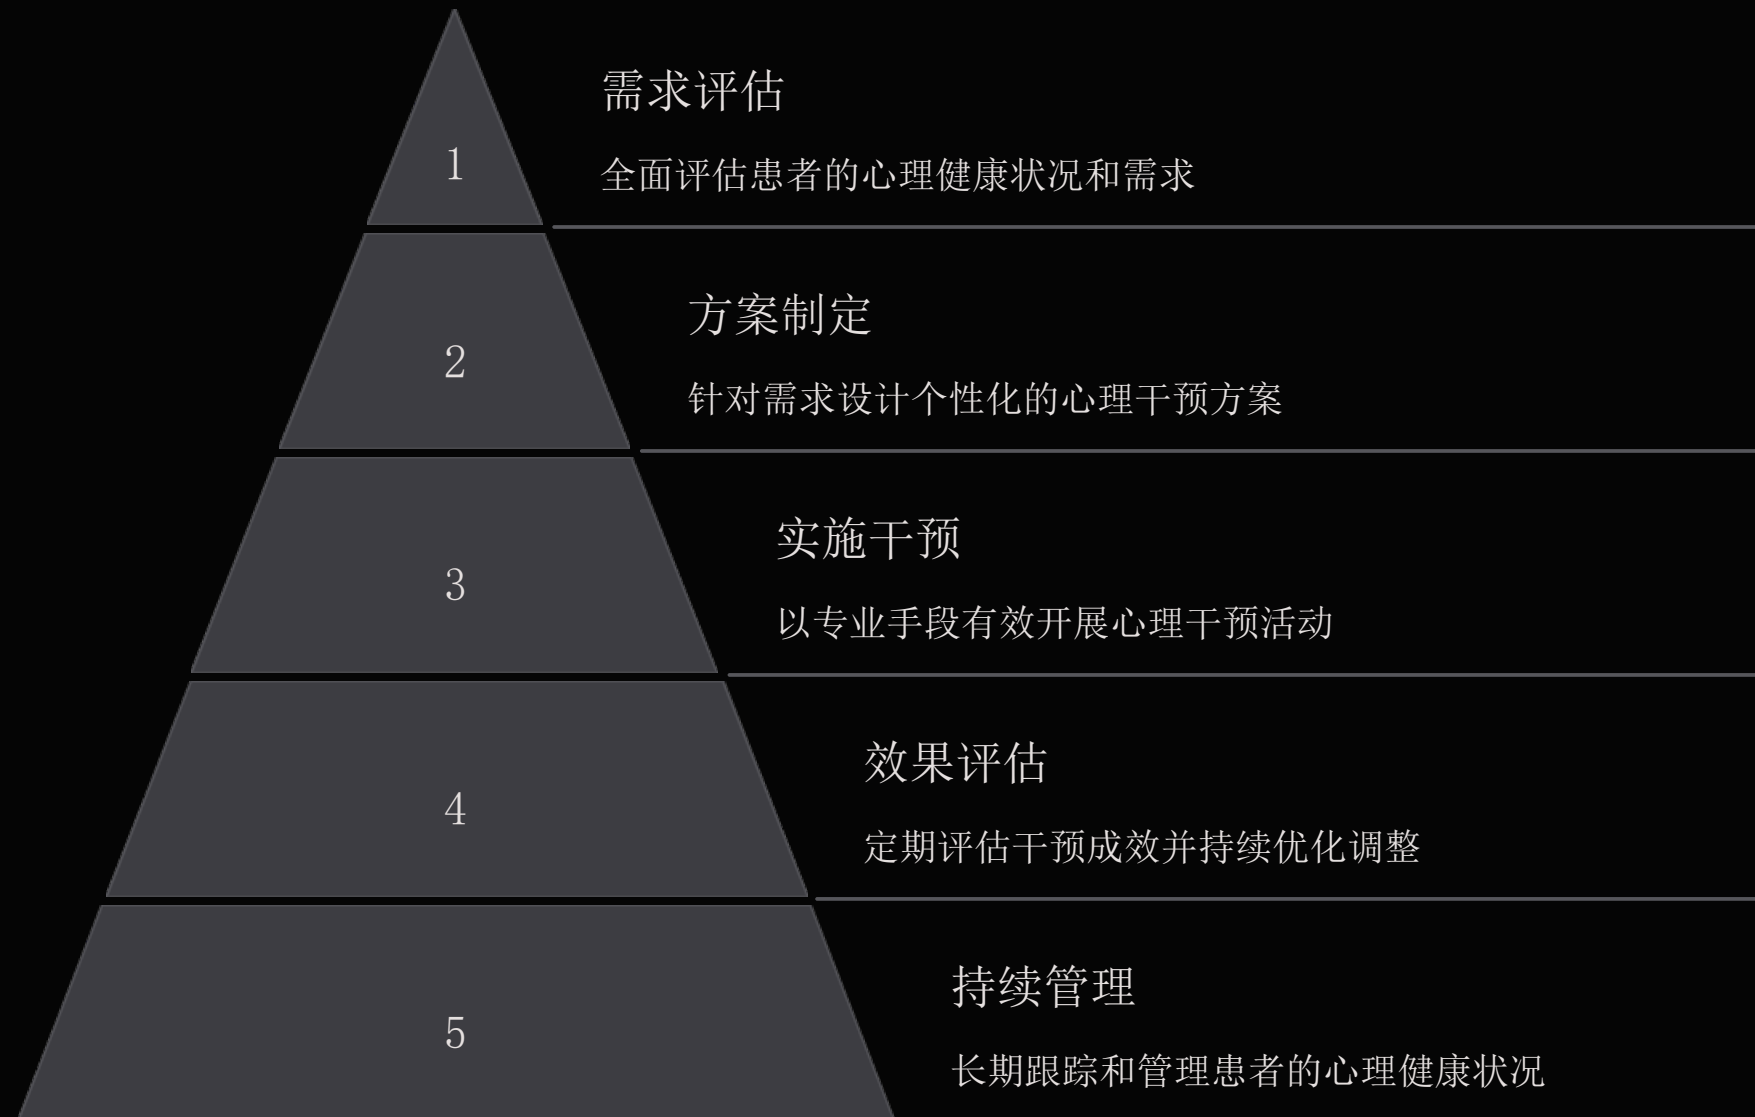 需求评估
1
全面评估患者的心理健康状况和需求
方案制定
2
针对需求设计个性化的心理干预方案
实施干预
3
以专业手段有效开展心理干预活动
效果评估
4
定期评估干预成效并持续优化调整
持续管理
5
长期跟踪和管理患者的心理健康状况